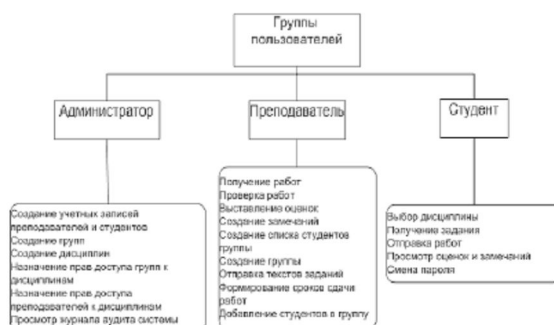 Группы
пользователей
Администратор
Преподаватель
Студент
Создание учетных записей
преподавателей и студентов
Создание групп
Создание дисциплин
Назначение прав доступа групп к
дисциплинам
Назначение прав доступа
преподавателей к дисциплинам
Просмотр журнала аудита системы
Получение работ
Проверка работ
Выставление оценок
Создание замечаний
Создание списка студентов
группы
Создание группы
Отправка текстов заданий
Формирование сроков сдачи
работ
Добавление студентов в группу
Выбор дисциплины
Получение задания
Отправка работ
Просмотр оценок и замечаний
Смена пароля